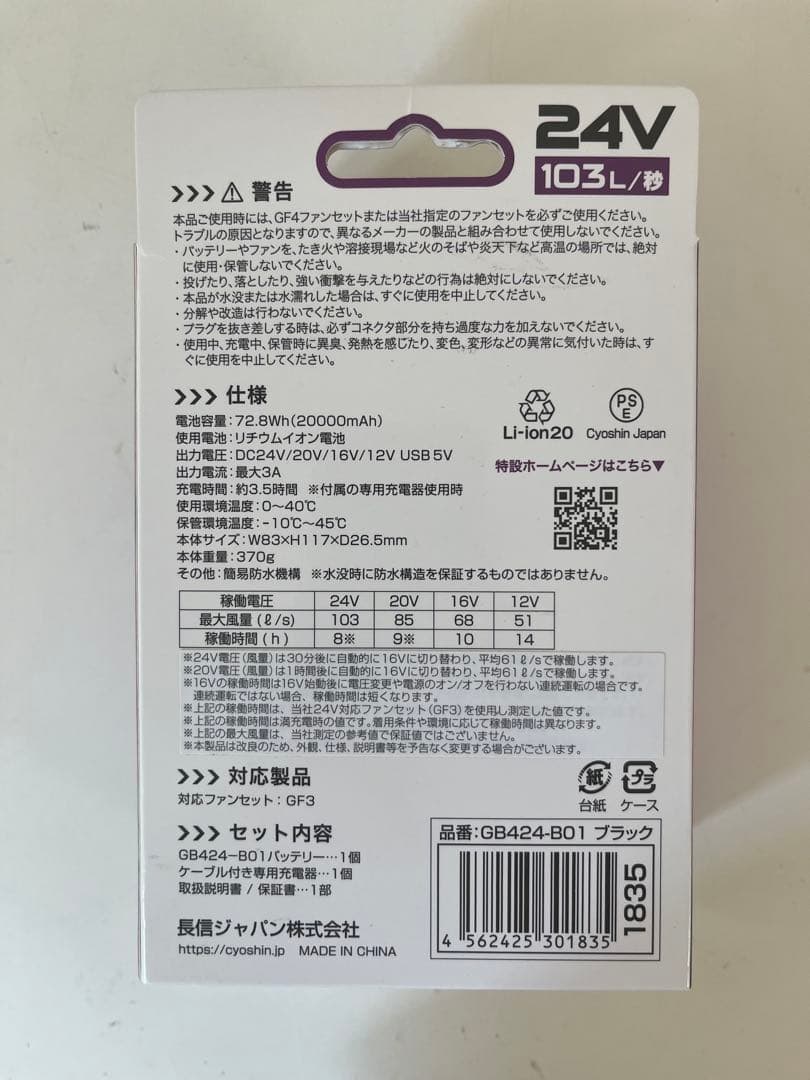 24V
103L/秒
>>> ⚠ 警告
本品ご使用時には、GF4ファンセットまたは当社指定のファンセットを必ずご使用ください。
トラブルの原因となりますので、異なるメーカーの製品と組み合わせて使用しないでください。
・バッテリーやファンを、たき火や溶接現場など火のそばや炎天下など高温の場所では、絶対
に使用・保管しないでください。
・投げたり、落としたり、強い衝撃を与えたりなどの行為は絶対にしないでください。
・本品が水没または水濡れした場合は、すぐに使用を中止してください。
・分解や改造は行わないでください。
・プラグを抜き差しする時は、必ずコネクタ部分を持ち過度な力を加えないでください。
・使用中、充電中、保管時に異臭、発熱を感じたり、変色、変形などの異常に気付いた時は、す
ぐに使用を中止してください。
>>> 仕様
電池容量：72.8Wh(20000mAh)
使用電池：リチウムイオン電池
出力電圧：DC24V/20V/16V/12V USB5V
出力電流：最大3A
充電時間：約3.5時間 ※付属の専用充電器使用時
使用環境温度：0～40℃
保管環境温度：-10℃～45℃
本体サイズ：W83×H117×D26.5mm
本体重量：370g
その他：簡易防水機構 ※水没時に防水構造を保証するものではありません。
Li-ion20
PSE
Cyoshin Japan
特設ホームページはこちら▼
稼働電圧 24V 20V 16V 12V
最大風量(ℓ/s) 103 85 68 51
稼働時間(h) 8※ 9※ 10 14
※24V電圧(風量)は30分後に自動的に16Vに切り替わり、平均61ℓ/sで稼働します。
※20V電圧(風量)は1時間後に自動的に16Vに切り替わり、平均61ℓ/sで稼働します。
※16Vの稼働時間は16V始動後に電圧変更や電源のオン/オフを行わない連続運転の場合です。
連続運転ではない場合、稼働時間は短くなります。
※上記の稼働時間は、当社24V対応ファンセット(GF3)を使用し測定した値です。
※上記の稼働時間は満充電時の値です。着用条件や環境に応じて稼働時間は異なります。
※上記の最大風量は、当社測定の参考値で保証値ではございません。
※本製品は改良のため、外観、仕様、説明書等を予告なく変更する場合がございます。
>>> 対応製品
対応ファンセット：GF3
紙
台紙
プラ
ケース
>>> セット内容
GB424-B01バッテリー…1個
ケーブル付き専用充電器…1個
取扱説明書 / 保証書…1部
長信ジャパン株式会社
https://cyoshin.jp MADE IN CHINA
品番：GB424-B01 ブラック
4 562425 301835
1835